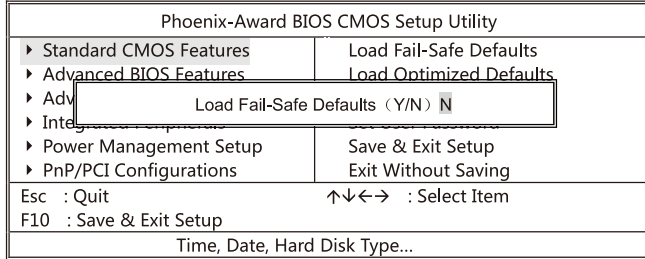 Phoenix-Award BIOS CMOS Setup Utility
Standard CMOS Features
Advanced BIOS Features
Adv
Power Management Setup
PnP/PCI Configurations
Load Fail-Safe Defaults
Load Optimized Defaults
Save & Exit Setup
Exit Without Saving
Load Fail-Safe Defaults（Y/N）N
Esc : Quit
F10 : Save & Exit Setup
↑↓←→ : Select Item
Time, Date, Hard Disk Type...